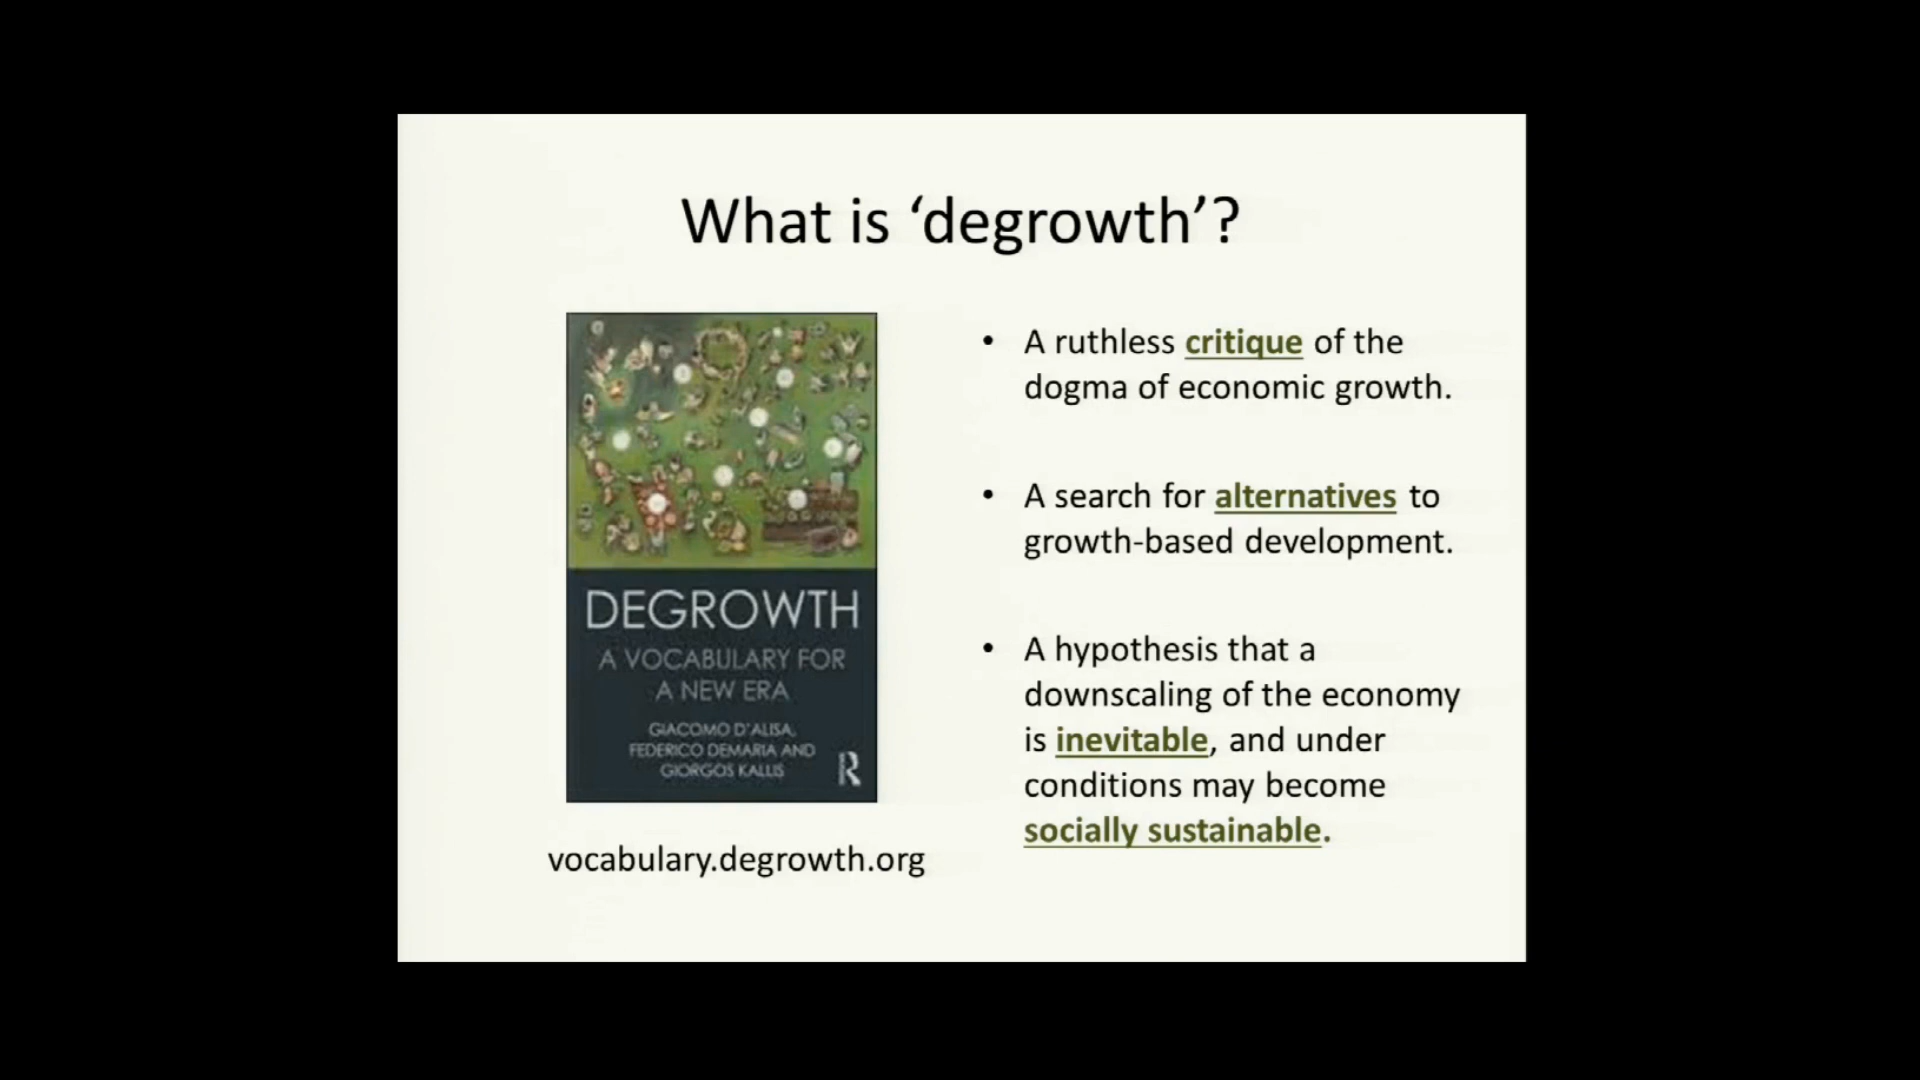 What is ‘degrowth’?
DEGROWTH
A VOCABULARY FOR
A NEW ERA
GIACOMO D'ALISA,
FEDERICO DEMARIA AND
GIORGOS KALLIS
R
vocabulary.degrowth.org
• A ruthless critique of the
dogma of economic growth.
• A search for alternatives to
growth-based development.
• A hypothesis that a
downscaling of the economy
is inevitable, and under
conditions may become
socially sustainable.